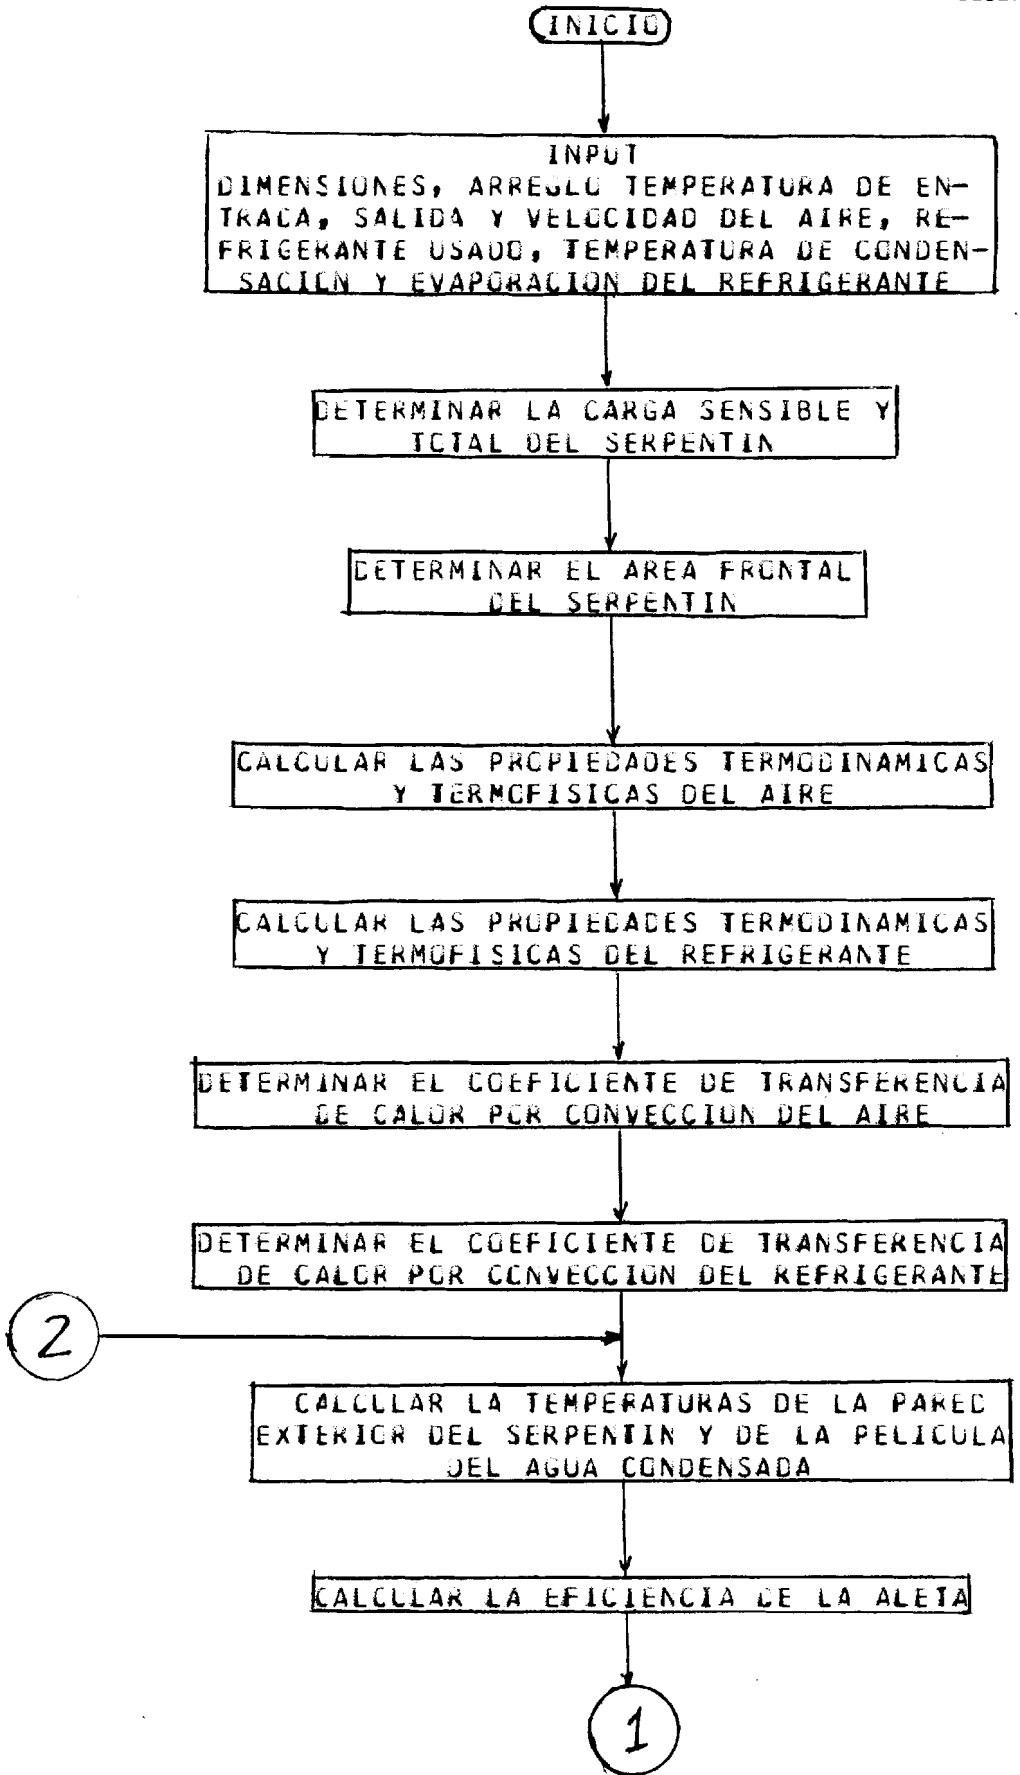 INICIO
INPUT
DIMENSIONES, ARREGLO TEMPERATURA DE EN-
TRADA, SALIDA Y VELOCIDAD DEL AIRE, RE-
FRIGERANTE USADO, TEMPERATURA DE CONDEN-
SACION Y EVAPORACION DEL REFRIGERANTE
DETERMINAR LA CARGA SENSIBLE Y
TOTAL DEL SERPENTIN
DETERMINAR EL AREA FRONTAL
DEL SERPENTIN
CALCULAR LAS PROPIEDADES TERMODINAMICAS
Y TERMOFISICAS DEL AIRE
CALCULAR LAS PROPIEDADES TERMODINAMICAS
Y TERMOFISICAS DEL REFRIGERANTE
DETERMINAR EL COEFICIENTE DE TRANSFERENCIA
DE CALOR POR CONVECCION DEL AIRE
DETERMINAR EL COEFICIENTE DE TRANSFERENCIA
DE CALOR POR CONVECCION DEL REFRIGERANTE
2
CALCULAR LA TEMPERATURAS DE LA PARED
EXTERIOR DEL SERPENTIN Y DE LA PELICULA
DEL AGUA CONDENSADA
CALCULAR LA EFICIENCIA DE LA ALETA
1